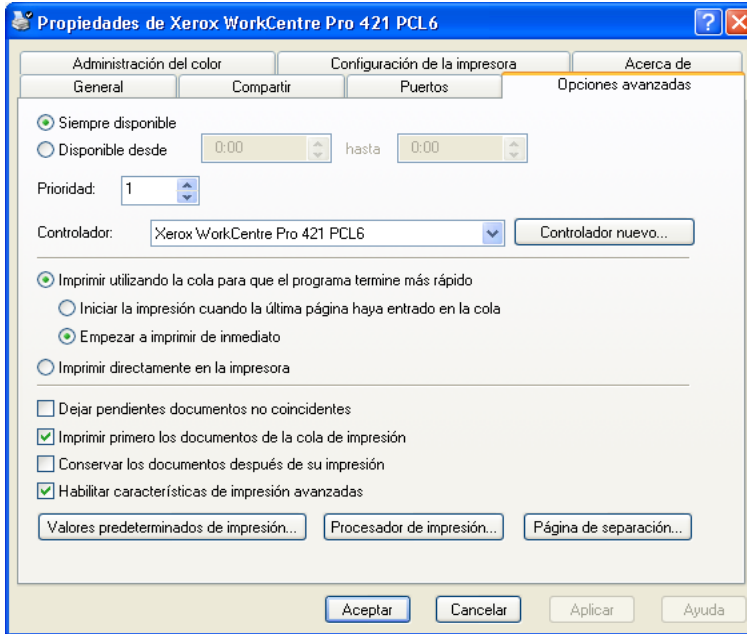 Propiedades de Xerox WorkCentre Pro 421 PCL6
Administración del color Configuración de la impresora Acerca de
General Compartir Puertos Opciones avanzadas
Siempre disponible
Disponible desde 0:00 hasta 0:00
Prioridad: 1
Controlador: Xerox WorkCentre Pro 421 PCL6 Controlador nuevo...
Imprimir utilizando la cola para que el programa termine más rápido
Iniciar la impresión cuando la última página haya entrado en la cola
Empezar a imprimir de inmediato
Imprimir directamente en la impresora
Dejar pendientes documentos no coincidentes
Imprimir primero los documentos de la cola de impresión
Conservar los documentos después de su impresión
Habilitar características de impresión avanzadas
Valores predeterminados de impresión... Procesador de impresión... Página de separación...
Aceptar Cancelar Aplicar Ayuda